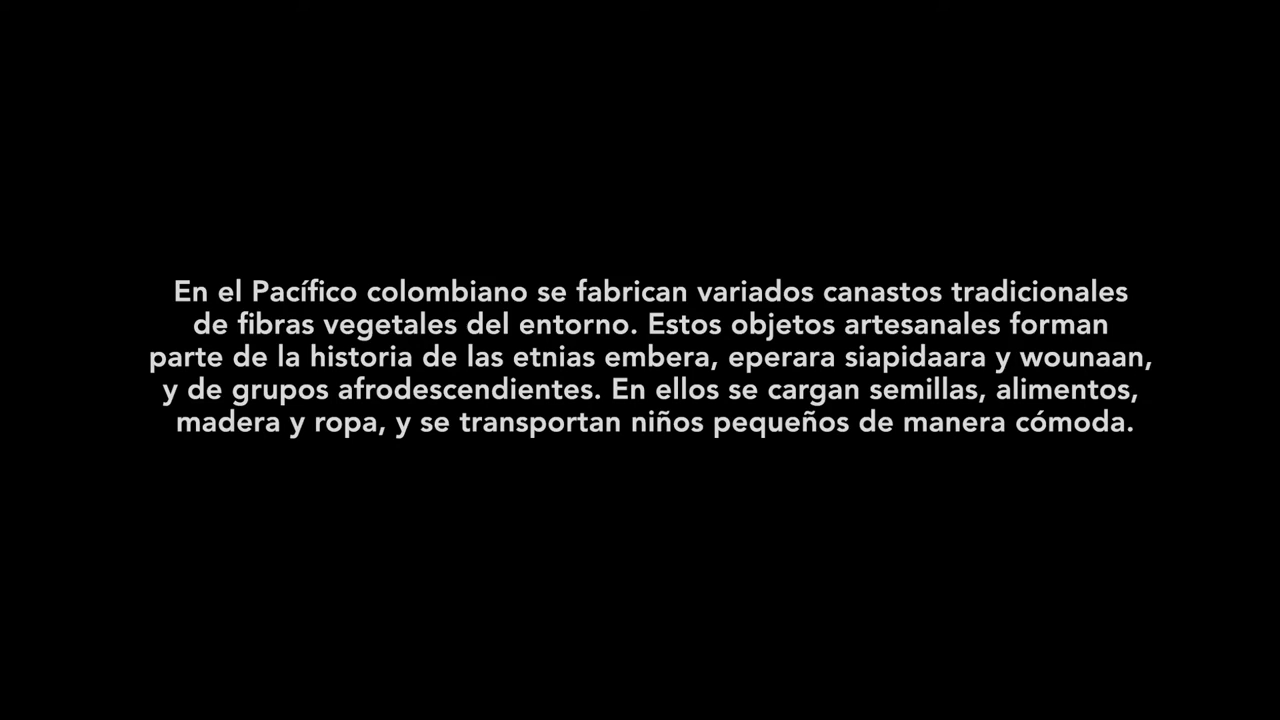 En el Pacífico colombiano se fabrican variados canastos tradicionales
de fibras vegetales del entorno. Estos objetos artesanales forman
parte de la historia de las etnias embera, eperara siapidaara y wounaan,
y de grupos afrodescendientes. En ellos se cargan semillas, alimentos,
madera y ropa, y se transportan niños pequeños de manera cómoda.